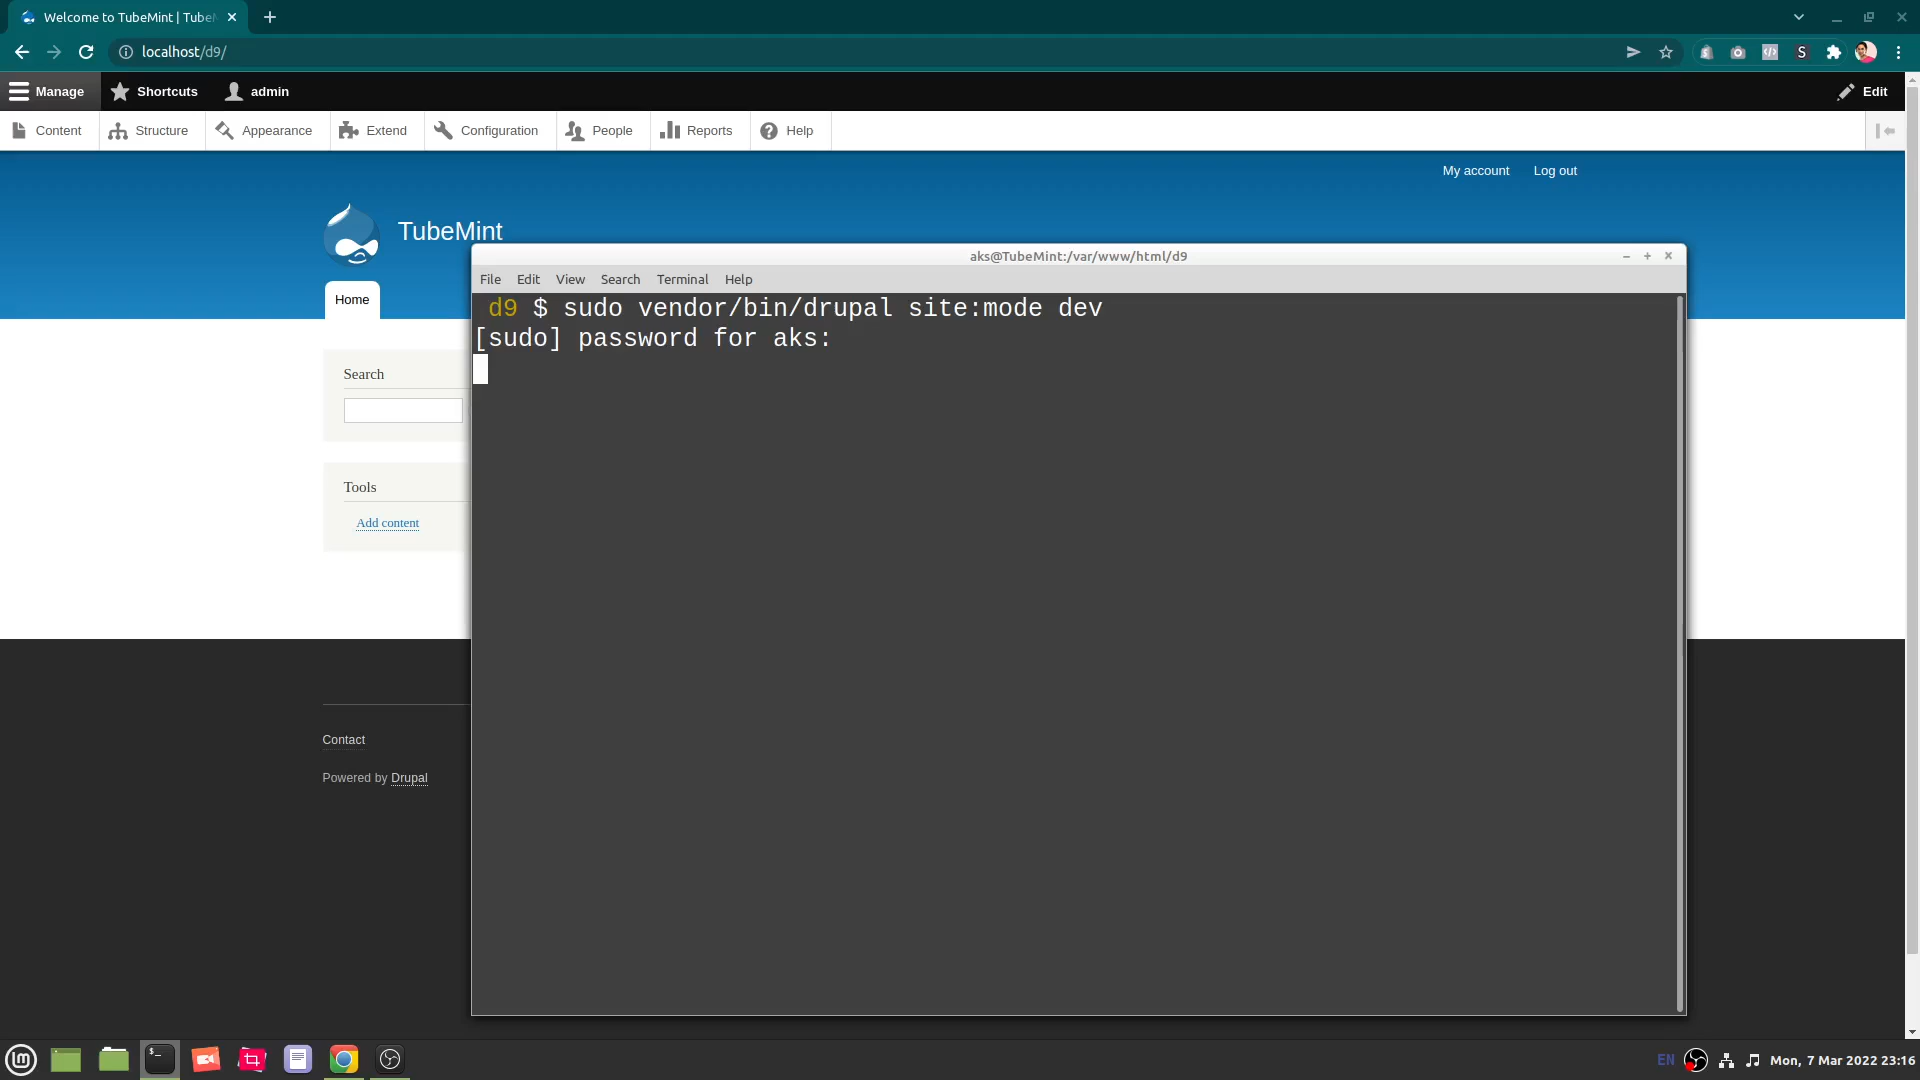 Welcome to TubeMint | Tube
localhost/d9/
S
Manage Shortcuts admin Edit
Content Structure Appearance Extend Configuration People Reports Help
My account Log out
TubeMint
Home
aks@TubeMint:/var/www/html/d9
File Edit View Search Terminal Help
d9 $ sudo vendor/bin/drupal site:mode dev
[sudo] password for aks:
Search
Tools
Add content
Contact
Powered by Drupal
EN Mon, 7 Mar 2022 23:16